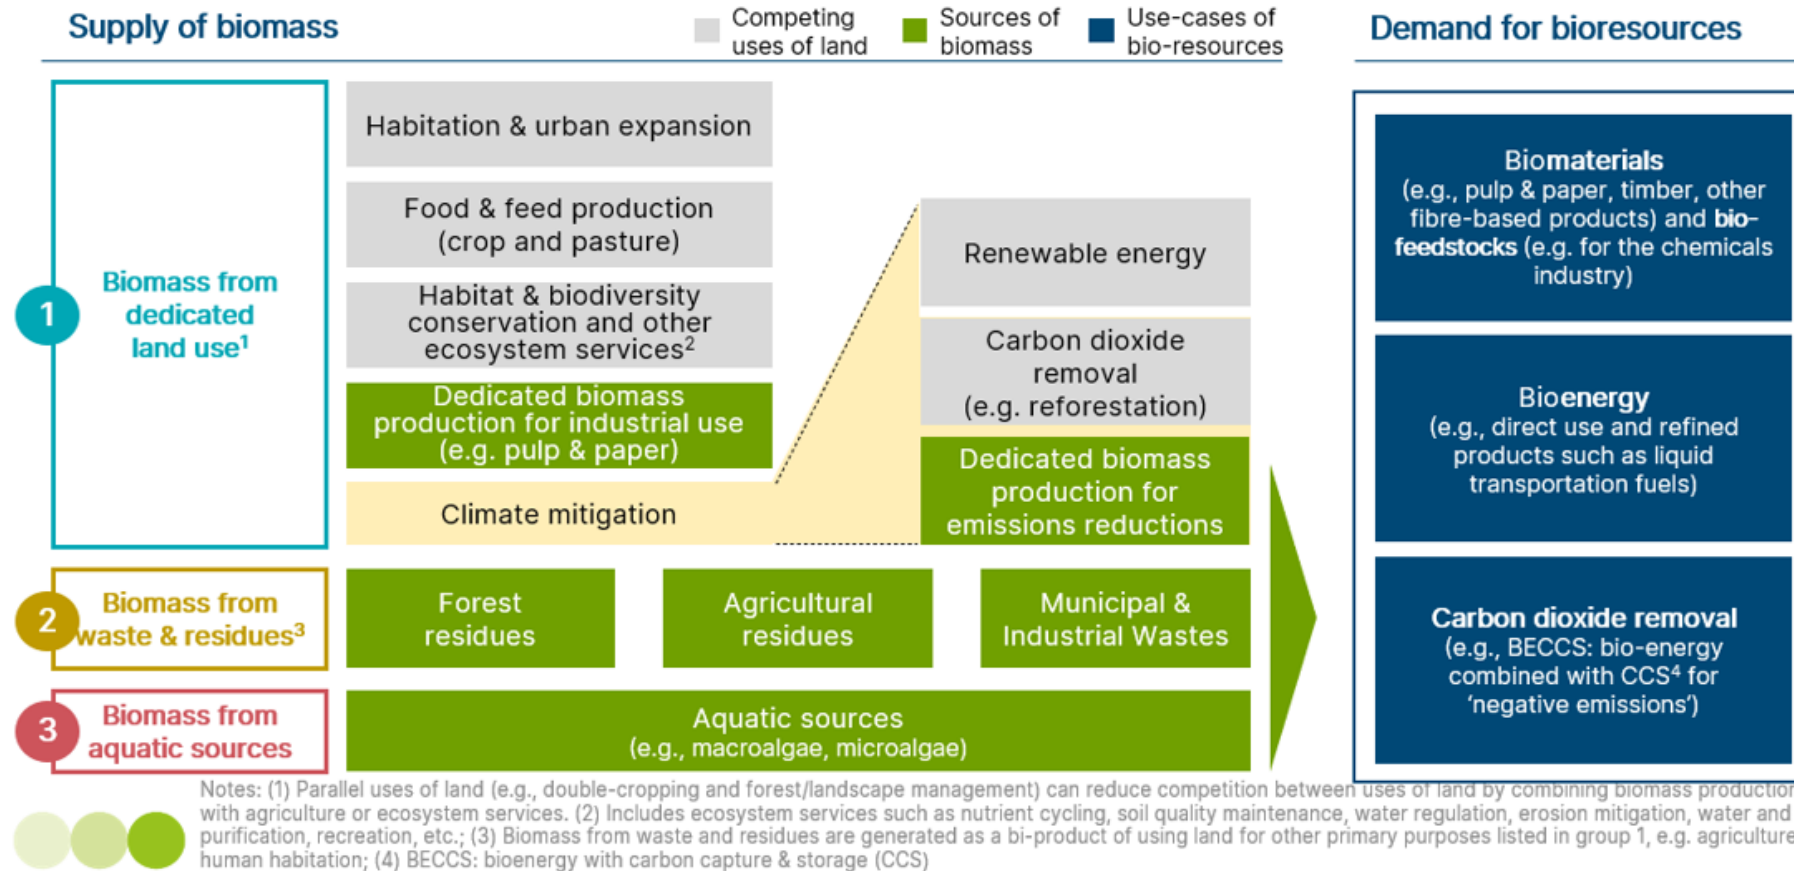 Supply of biomass
Competing
uses of land
Sources of
biomass
Use-cases of
bio-resources
Demand for bioresources
1
Biomass from
dedicated
land use¹
Habitation & urban expansion
Food & feed production
(crop and pasture)
Habitat & biodiversity
conservation and other
ecosystem services²
Dedicated biomass
production for industrial use
(e.g. pulp & paper)
Climate mitigation
Renewable energy
Carbon dioxide
removal
(e.g. reforestation)
Dedicated biomass
production for
emissions reductions
2
Biomass from
waste & residues³
Forest
residues
Agricultural
residues
Municipal &
Industrial Wastes
3
Biomass from
aquatic sources
Aquatic sources
(e.g., macroalgae, microalgae)
Biomaterials
(e.g., pulp & paper, timber, other
fibre-based products) and bio-
feedstocks (e.g. for the chemicals
industry)
Bioenergy
(e.g., direct use and refined
products such as liquid
transportation fuels)
Carbon dioxide removal
(e.g., BECCS: bio-energy
combined with CCS⁴ for
‘negative emissions’)
Notes: (1) Parallel uses of land (e.g., double-cropping and forest/landscape management) can reduce competition between uses of land by combining biomass production
with agriculture or ecosystem services. (2) Includes ecosystem services such as nutrient cycling, soil quality maintenance, water regulation, erosion mitigation, water and
purification, recreation, etc.; (3) Biomass from waste and residues are generated as a bi-product of using land for other primary purposes listed in group 1, e.g. agriculture
human habitation; (4) BECCS: bioenergy with carbon capture & storage (CCS)